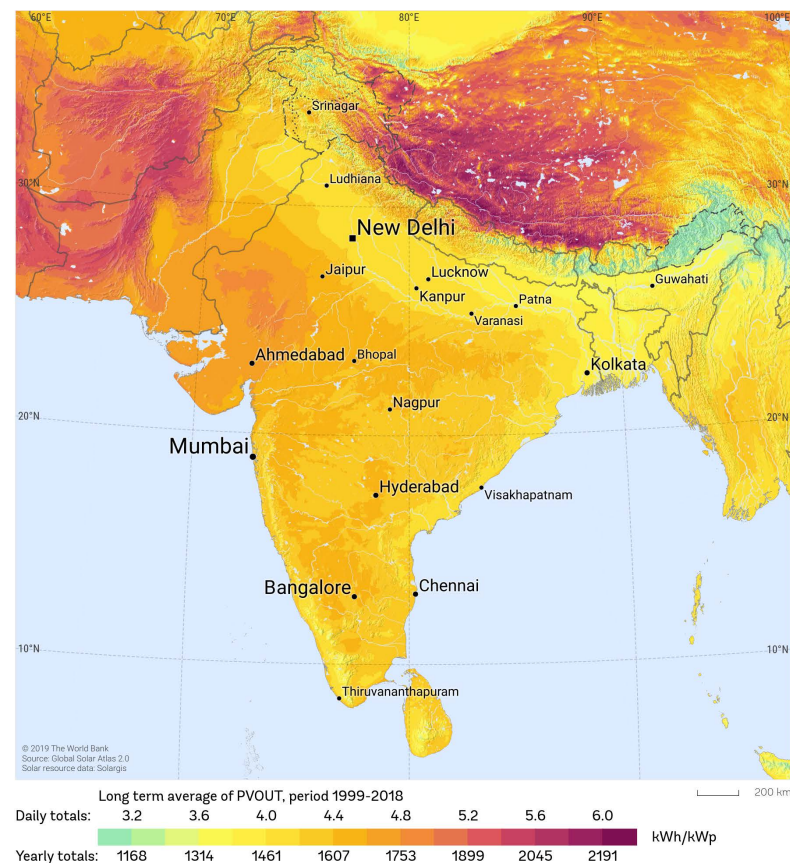 60°E 70°E 80°E 90°E 100°E
Srinagar
30°N Ludhiana 30°N
New Delhi
Jaipur Lucknow
Kanpur Guwahati
Patna
Varanasi
Ahmedabad Bhopal
Kolkata
Nagpur
20°N 20°N
Mumbai
Hyderabad
Visakhapatnam
Bangalore Chennai
10°N 10°N
Thiruvananthapuram
© 2019 The World Bank
Source: Global Solar Atlas 2.0
Solar resource data: Solargis
200 km
Long term average of PVOUT, period 1999-2018
Daily totals: 3.2 3.6 4.0 4.4 4.8 5.2 5.6 6.0
kWh/kWp
Yearly totals: 1168 1314 1461 1607 1753 1899 2045 2191